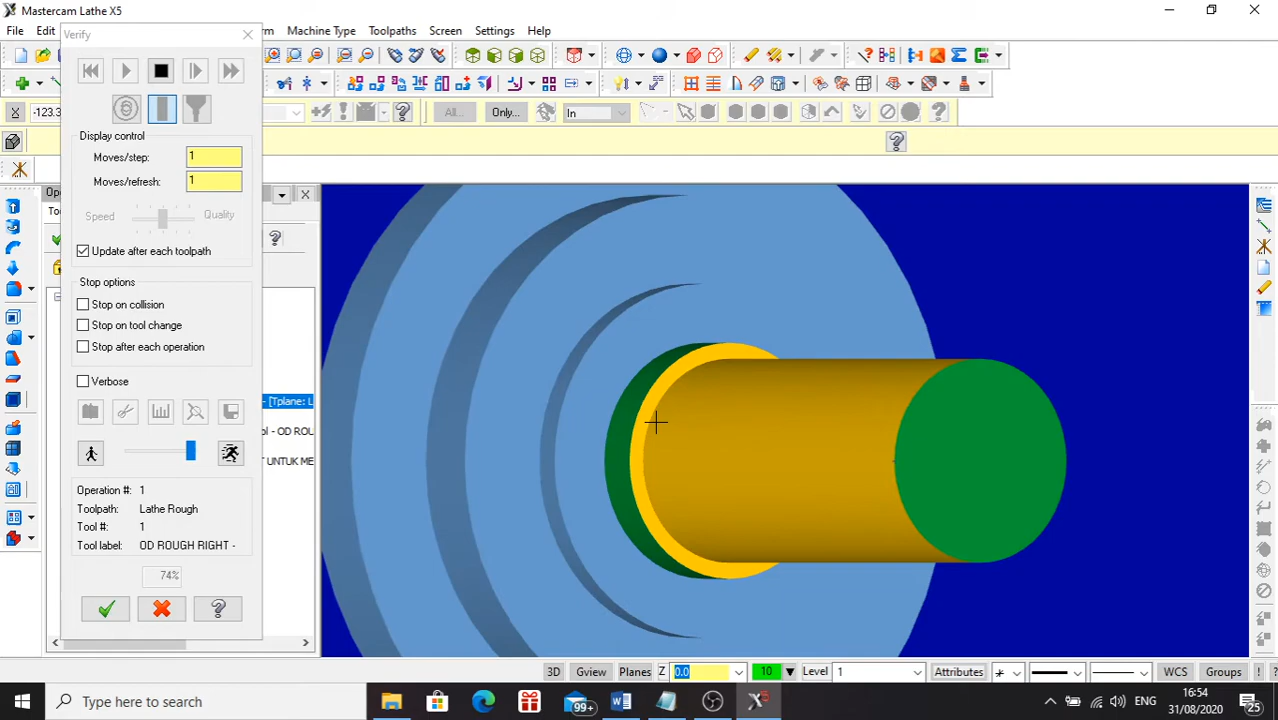 Mastercam Lathe X5
File Edit m Machine Type Toolpaths Screen Settings Help
Verify
-123.3
All... Only... In
Display control
Moves/step: 1
Moves/refresh: 1
Speed Quality
Update after each toolpath
Stop options
Stop on collision
Stop on tool change
Stop after each operation
Verbose
Operation #: 1
Toolpath: Lathe Rough
Tool #: 1
Tool label: OD ROUGH RIGHT -
74%
Op
To
- [Tplane: L
ol - OD ROU
T UNTUK ME
3D Gview Planes Z 0.0 10 Level 1 Attributes WCS Groups ! ?
Type here to search
99+
ENG
16:54
31/08/2020
25